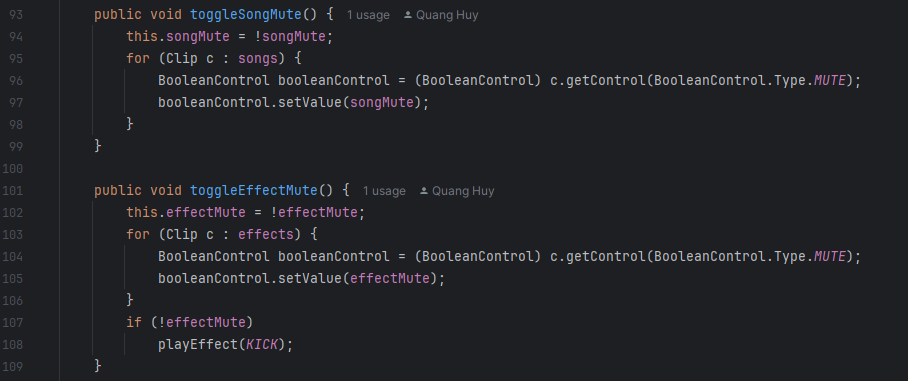 93 public void toggleSongMute() { 1 usage Quang Huy
94 this.songMute = !songMute;
95 for (Clip c : songs) {
96 BooleanControl booleanControl = (BooleanControl) c.getControl(BooleanControl.Type.MUTE);
97 booleanControl.setValue(songMute);
98 }
99 }
100
101 public void toggleEffectMute() { 1 usage Quang Huy
102 this.effectMute = !effectMute;
103 for (Clip c : effects) {
104 BooleanControl booleanControl = (BooleanControl) c.getControl(BooleanControl.Type.MUTE);
105 booleanControl.setValue(effectMute);
106 }
107 if (!effectMute)
108 playEffect(KICK);
109 }